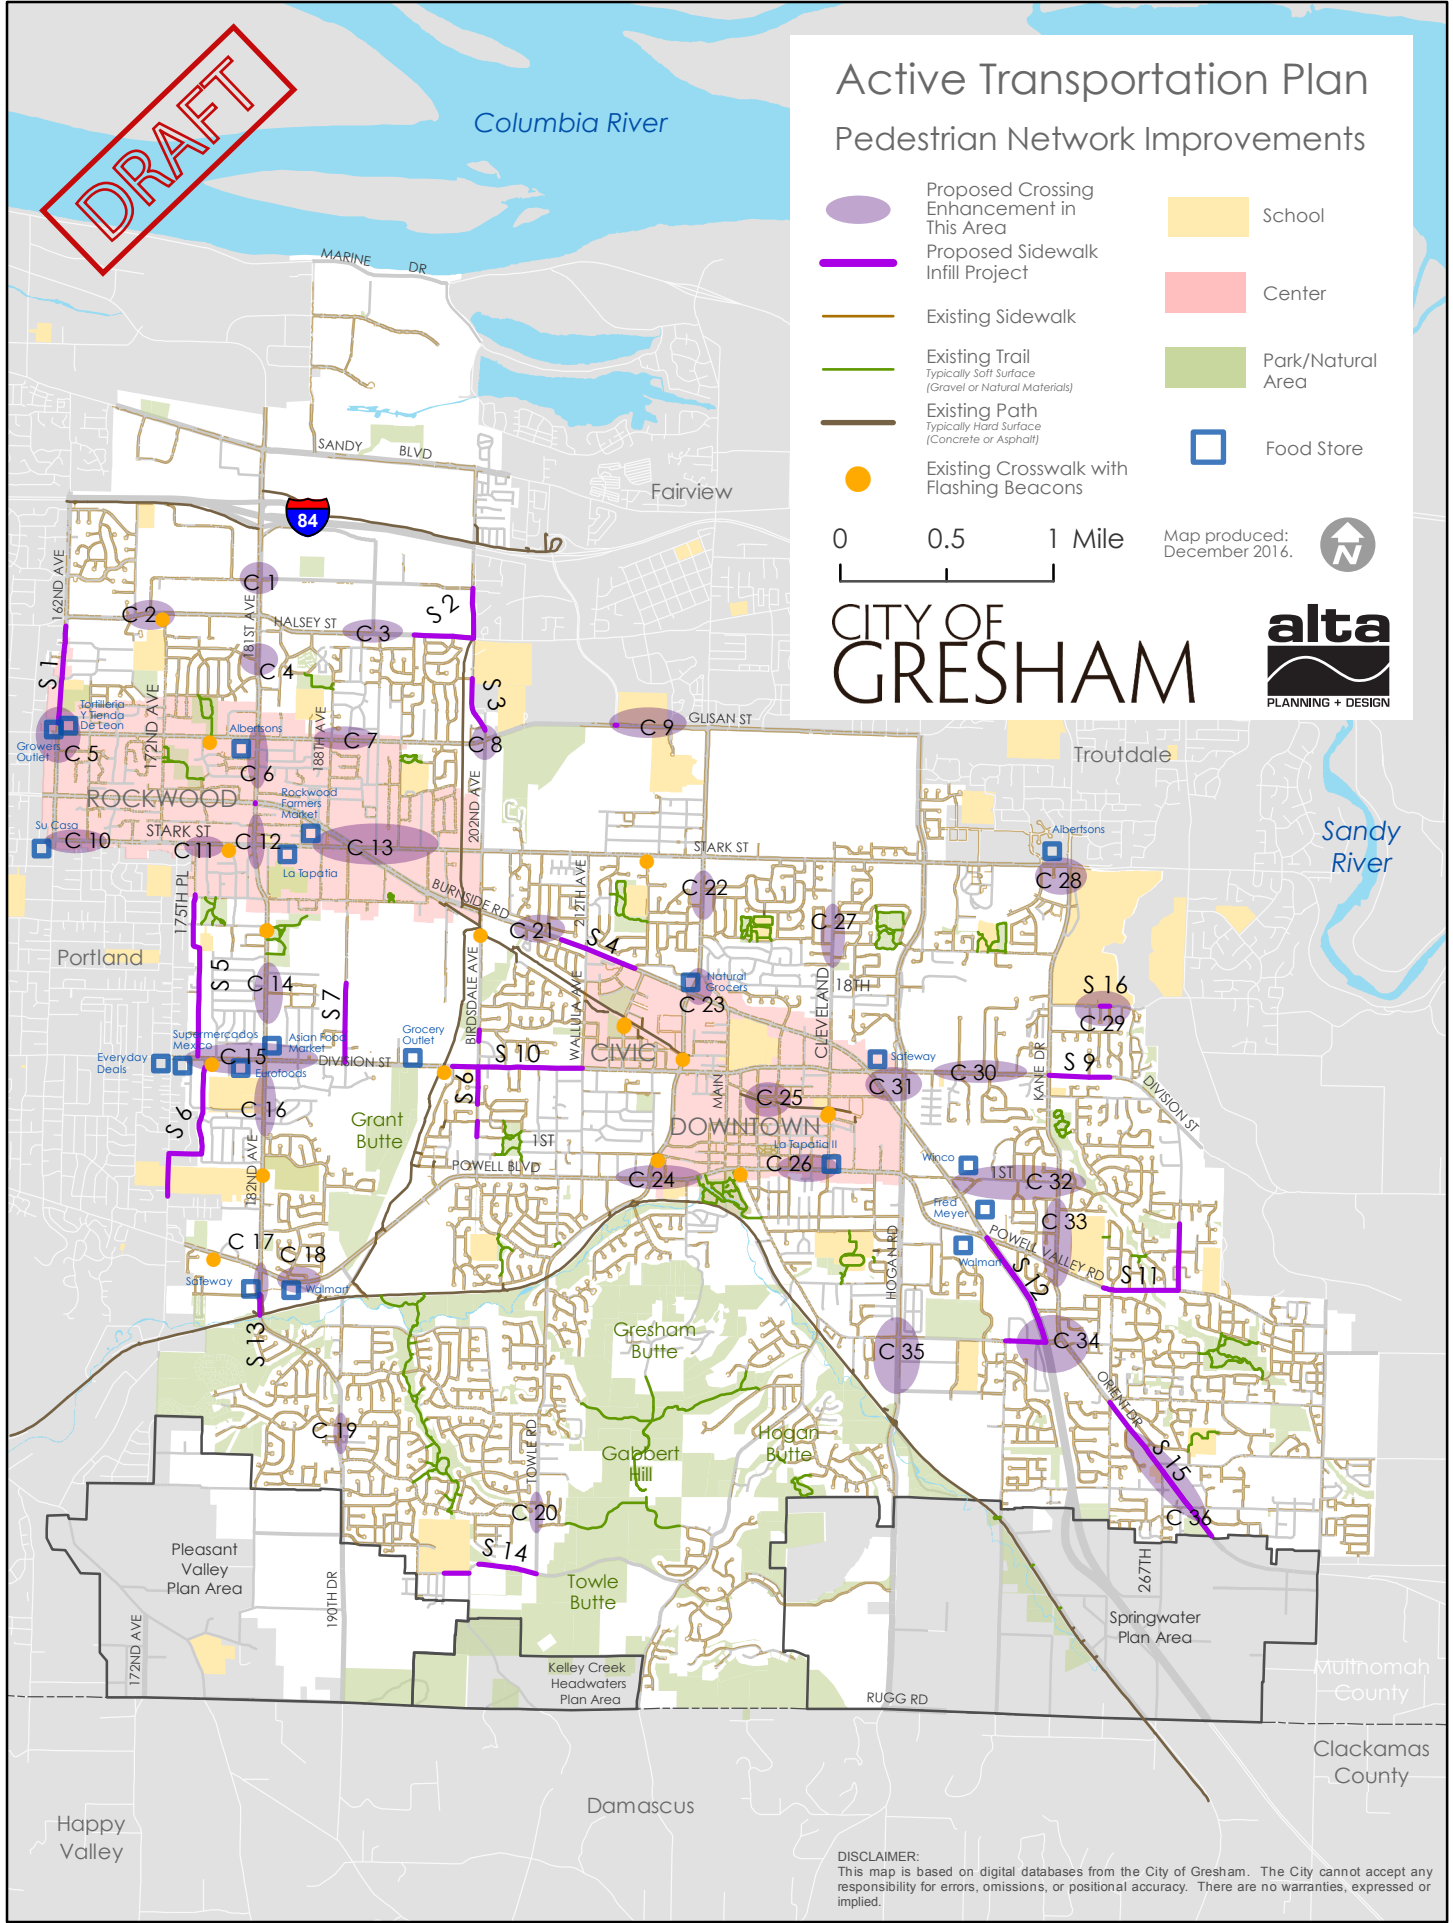 DRAFT
Columbia River
Active Transportation Plan
Pedestrian Network Improvements
Proposed Crossing
Enhancement in
This Area
Proposed Sidewalk
Infill Project
Existing Sidewalk
Existing Trail
Typically Soft Surface
(Gravel or Natural Materials)
Existing Path
Typically Hard Surface
(Concrete or Asphalt)
Existing Crosswalk with
Flashing Beacons
School
Center
Park/Natural
Area
Food Store
0 0.5 1 Mile
Map produced:
December 2016.
N
CITY OF
GRESHAM
alta
PLANNING + DESIGN
MARINE DR
SANDY BLVD
84
Fairview
162ND AVE
C 1
C 2
181ST AVE
HALSEY ST
C 3
S 2
C 4
S 1
S 3
Tortilleria
Y Tienda
De Leon
172ND AVE
188TH AVE
Albertsons
Growers
Outlet
C 5
C 6
C 7
C 8
C 9
GLISAN ST
Troutdale
ROCKWOOD
Rockwood
Farmers
Market
202ND AVE
Su Casa
C 10
STARK ST
C 11
C 12
C 13
La Tapatia
STARK ST
Albertsons
Sandy
River
C 28
BURNSIDE RD
212TH AVE
C 22
C 27
175TH PL
C 21
S 4
Portland
S 5
C 14
S 7
BIRDSDALE AVE
WALLULA AVE
Natural
Grocers
C 23
CLEVELAND
18TH
S 16
C 29
Supermercados
Mexico
Asian Food
Market
Grocery
Outlet
Everyday
Deals
C 15
Eurofoods
DIVISION ST
S 10
CIVIC
Safeway
C 31
C 30
KANE DR
S 9
DIVISION ST
S 6
C 16
S 6
MAIN
C 25
Grant
Butte
DOWNTOWN
1ST
La Tapatia II
182ND AVE
POWELL BLVD
C 24
C 26
Winco
1ST
C 32
Fred
Meyer
C 33
C 17
C 18
Walmart
POWELL VALLEY RD
HOGAN RD
S 12
S 11
Safeway
Walmart
S 13
Gresham
Butte
C 35
C 34
ORIENT DR
C 19
TOWLE RD
Gabbert
Hill
Hogan
Butte
S 15
C 20
C 36
S 14
Pleasant
Valley
Plan Area
190TH DR
Towle
Butte
267TH
172ND AVE
Springwater
Plan Area
Kelley Creek
Headwaters
Plan Area
RUGG RD
Multnomah
County
Clackamas
County
Damascus
Happy
Valley
DISCLAIMER:
This map is based on digital databases from the City of Gresham. The City cannot accept any
responsibility for errors, omissions, or positional accuracy. There are no warranties, expressed or
implied.